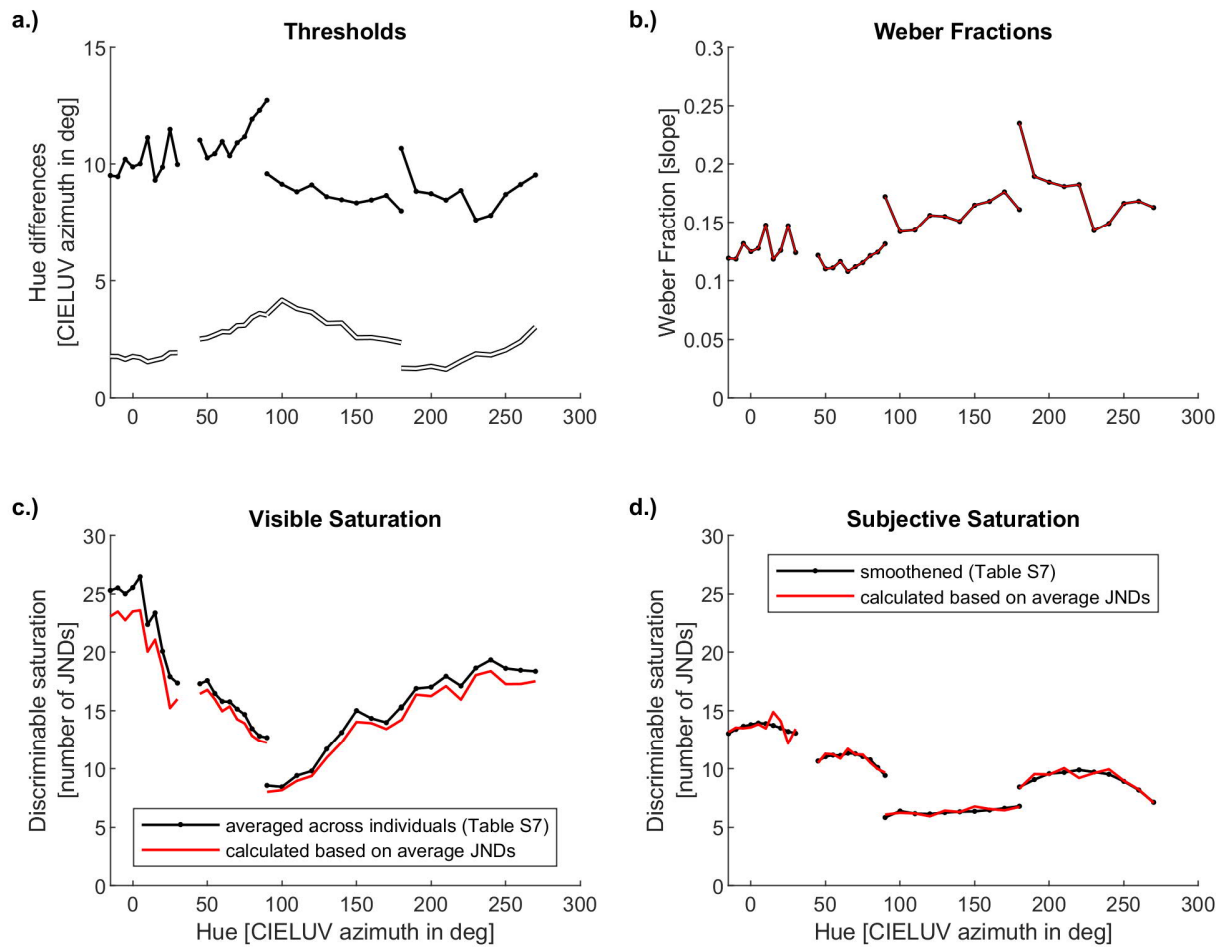 a.)
Thresholds
Hue differences
[CIELUV azimuth in deg]
15
10
5
0
0
50
100
150
200
250
300
b.)
Weber Fractions
Weber Fraction [slope]
0.3
0.25
0.2
0.15
0.1
0.05
0
0
50
100
150
200
250
300
c.)
Visible Saturation
Discriminable saturation
[number of JNDs]
30
25
20
15
10
5
0
averaged across individuals (Table S7)
calculated based on average JNDs
0
50
100
150
200
250
300
Hue [CIELUV azimuth in deg]
d.)
Subjective Saturation
Discriminable saturation
[number of JNDs]
30
25
20
15
10
5
0
smoothened (Table S7)
calculated based on average JNDs
0
50
100
150
200
250
300
Hue [CIELUV azimuth in deg]